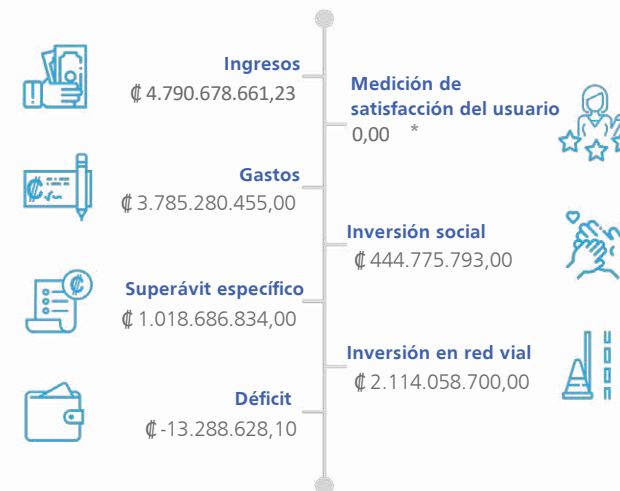 Ingresos
₡ 4.790.678.661,23
Medición de
satisfacción del usuario
0,00 *
Gastos
₡ 3.785.280.455,00
Inversión social
₡ 444.775.793,00
Superávit específico
₡ 1.018.686.834,00
Inversión en red vial
₡ 2.114.058.700,00
Déficit
₡ -13.288.628,10